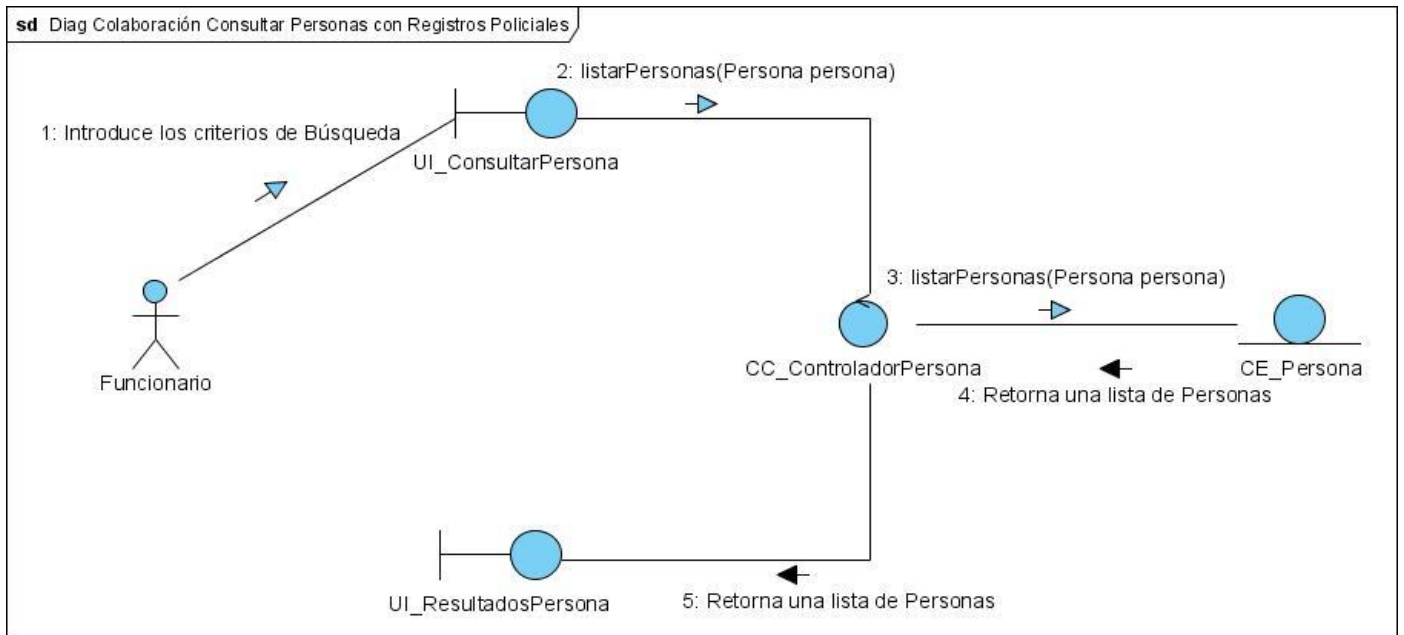 sd Diag Colaboración Consultar Personas con Registros Policiales
2: listarPersonas(Persona persona)
1: Introduce los criterios de Búsqueda
UI_ConsultarPersona
3: listarPersonas(Persona persona)
Funcionario
CC_ControladorPersona
CE_Persona
4: Retorna una lista de Personas
UI_ResultadosPersona
5: Retorna una lista de Personas